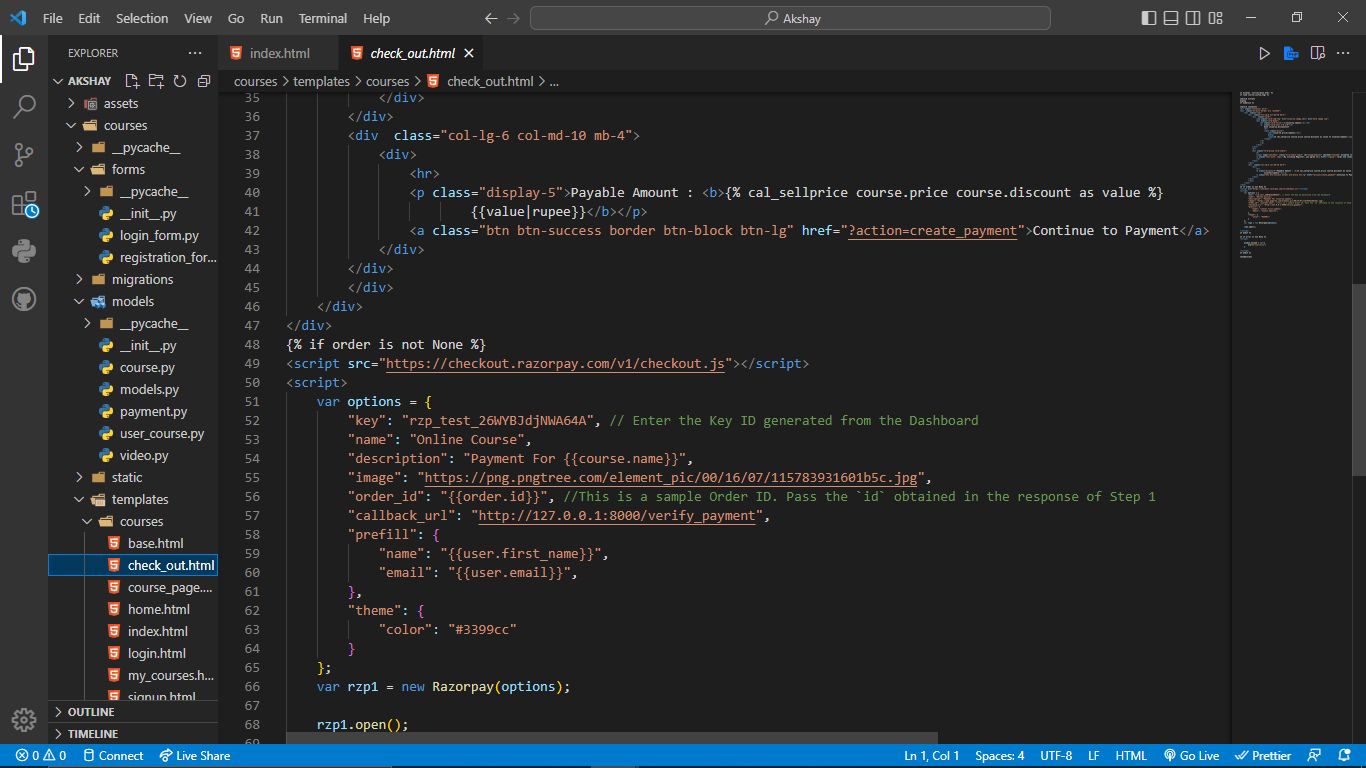 File Edit Selection View Go Run Terminal Help
Akshay
EXPLORER
AKSHAY
assets
courses
__pycache__
forms
__pycache__
__init__.py
login_form.py
registration_for...
migrations
models
__pycache__
__init__.py
course.py
models.py
payment.py
user_course.py
video.py
static
templates
courses
base.html
check_out.html
course_page....
home.html
index.html
login.html
my_courses.h...
signup.html
OUTLINE
TIMELINE
index.html
check_out.html
courses > templates > courses > check_out.html > ...
35 </div>
36 </div>
37 <div  class="col-lg-6 col-md-10 mb-4">
38 <div>
39 <hr>
40 <p class="display-5">Payable Amount : <b>{% cal_sellprice course.price course.discount as value %}
41 {{value|rupee}}</b></p>
42 <a class="btn btn-success border btn-block btn-lg" href="?action=create_payment">Continue to Payment</a>
43 </div>
44 </div>
45 </div>
46 </div>
47 </div>
48 {% if order is not None %}
49 <script src="https://checkout.razorpay.com/v1/checkout.js"></script>
50 <script>
51 var options = {
52 "key": "rzp_test_26WYBJdjNWA64A", // Enter the Key ID generated from the Dashboard
53 "name": "Online Course",
54 "description": "Payment For {{course.name}}",
55 "image": "https://png.pngtree.com/element_pic/00/16/07/115783931601b5c.jpg",
56 "order_id": "{{order.id}}", //This is a sample Order ID. Pass the `id` obtained in the response of Step 1
57 "callback_url": "http://127.0.0.1:8000/verify_payment",
58 "prefill": {
59 "name": "{{user.first_name}}",
60 "email": "{{user.email}}",
61 },
62 "theme": {
63 "color": "#3399cc"
64 }
65 };
66 var rzp1 = new Razorpay(options);
67
68 rzp1.open();
69
0 0 Connect Live Share Ln 1, Col 1 Spaces: 4 UTF-8 LF HTML Go Live Prettier